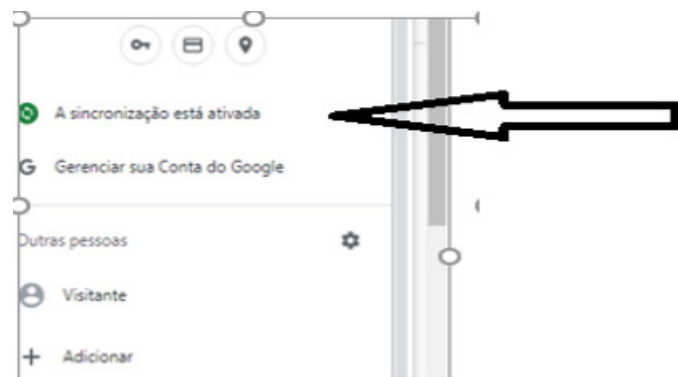 A sincronização está ativada
G Gerenciar sua Conta do Google
Outras pessoas
Visitante
Adicionar